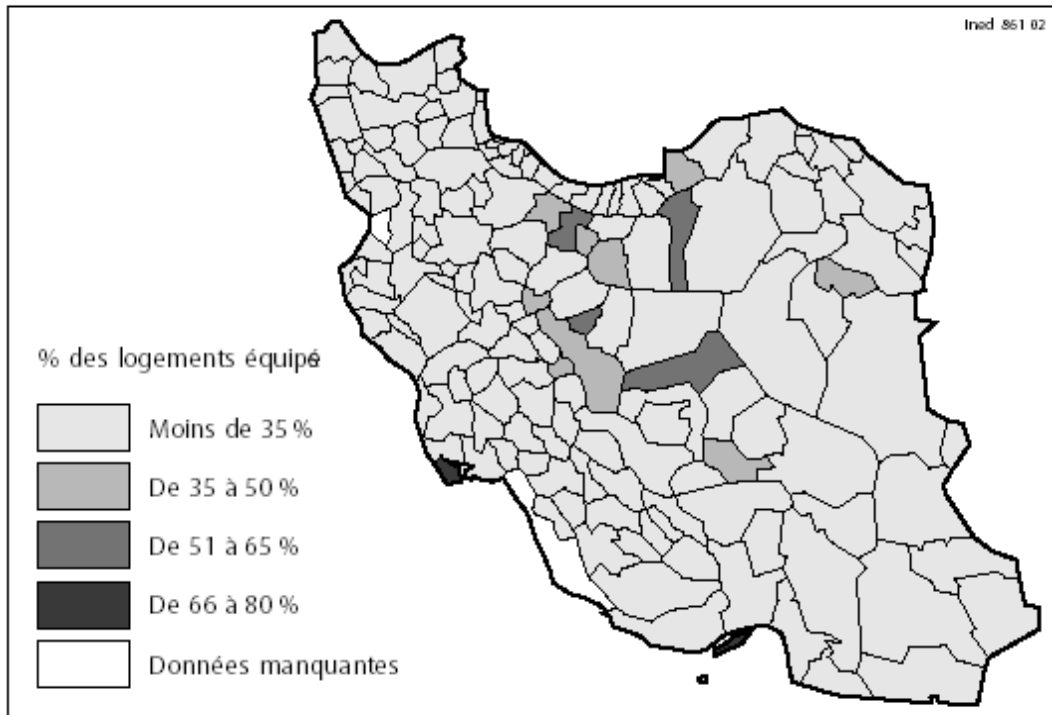 Ined 861 02
% des logements équipé
Moins de 35 %
De 35 à 50 %
De 51 à 65 %
De 66 à 80 %
Données manquantes